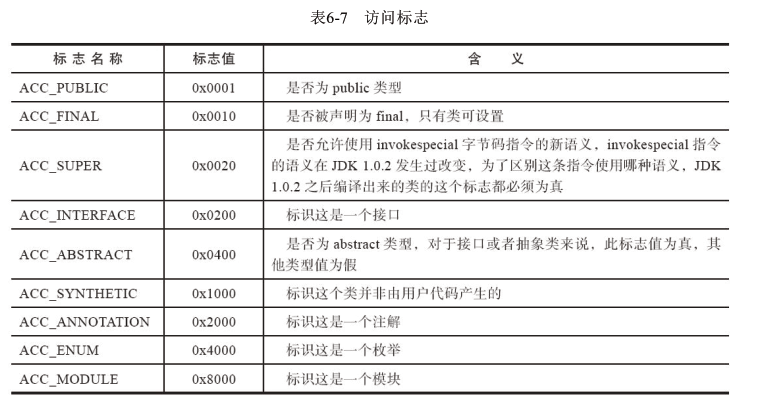 表6-7 访问标志
标志名称 标志值 含 义
ACC_PUBLIC 0x0001 是否为 public 类型
ACC_FINAL 0x0010 是否被声明为 final，只有类可设置
是否允许使用 invokespecial 字节码指令的新语义，invokespecial 指令
ACC_SUPER 0x0020 的语义在 JDK 1.0.2 发生过改变，为了区别这条指令使用哪种语义，JDK
1.0.2 之后编译出来的类的这个标志都必须为真
ACC_INTERFACE 0x0200 标识这是一个接口
是否为 abstract 类型，对于接口或者抽象类来说，此标志值为真，其
ACC_ABSTRACT 0x0400 他类型值为假
ACC_SYNTHETIC 0x1000 标识这个类并非由用户代码产生的
ACC_ANNOTATION 0x2000 标识这是一个注解
ACC_ENUM 0x4000 标识这是一个枚举
ACC_MODULE 0x8000 标识这是一个模块